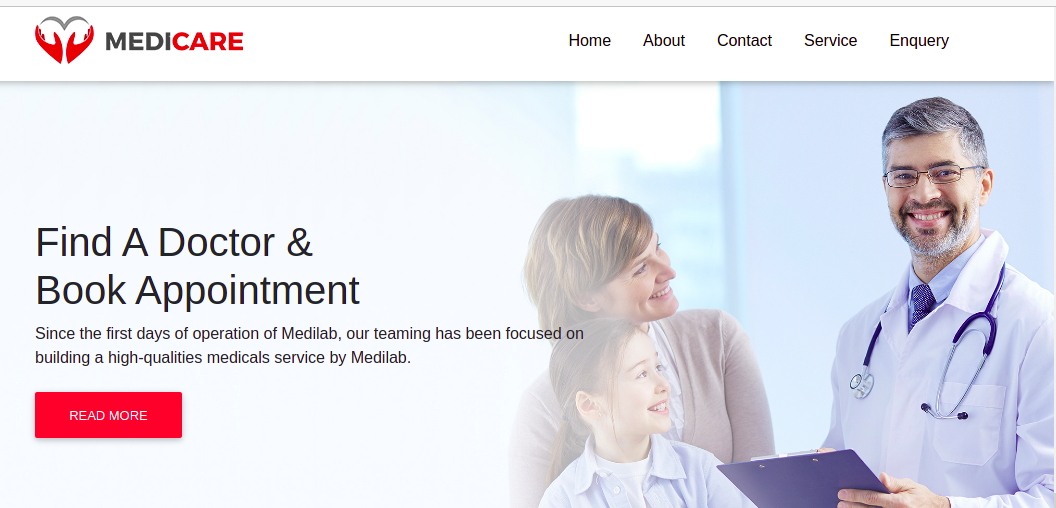 MEDICARE
Home About Contact Service Enquery
Find A Doctor &
Book Appointment
Since the first days of operation of Medilab, our teaming has been focused on
building a high-qualities medicals service by Medilab.
READ MORE